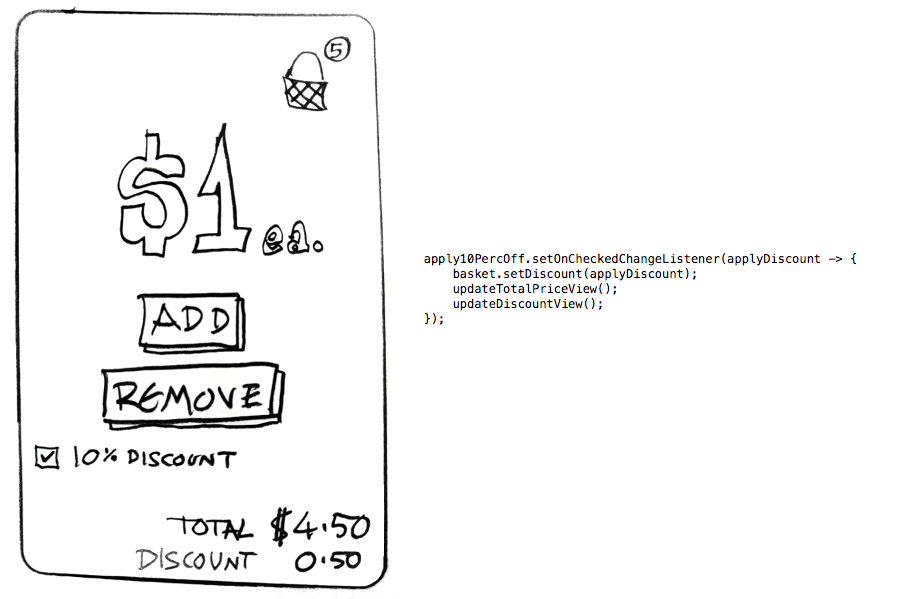 5
$1 ea.
ADD
REMOVE
10% DISCOUNT
TOTAL $4.50
DISCOUNT 0.50
apply10PercOff.setOnCheckedChangeListener(applyDiscount -> {
    basket.setDiscount(applyDiscount);
    updateTotalPriceView();
    updateDiscountView();
});